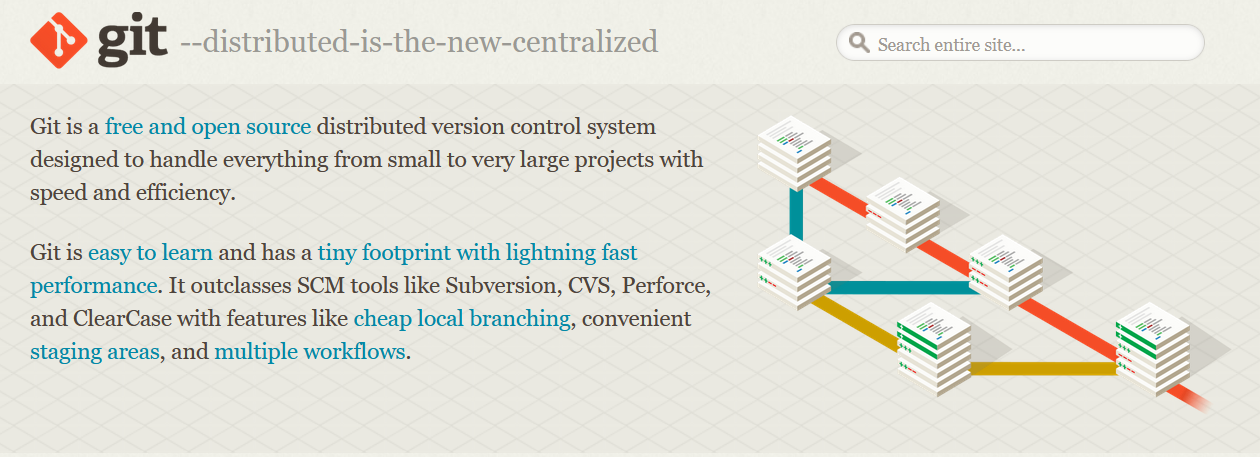 git --distributed-is-the-new-centralized
Search entire site...
Git is a free and open source distributed version control system
designed to handle everything from small to very large projects with
speed and efficiency.
Git is easy to learn and has a tiny footprint with lightning fast
performance. It outclasses SCM tools like Subversion, CVS, Perforce,
and ClearCase with features like cheap local branching, convenient
staging areas, and multiple workflows.